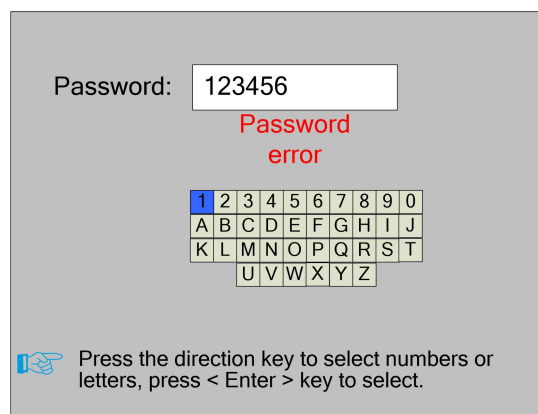 Password: 123456
Password
error
1 2 3 4 5 6 7 8 9 0
A B C D E F G H I J
K L M N O P Q R S T
U V W X Y Z
Press the direction key to select numbers or
letters, press < Enter > key to select.